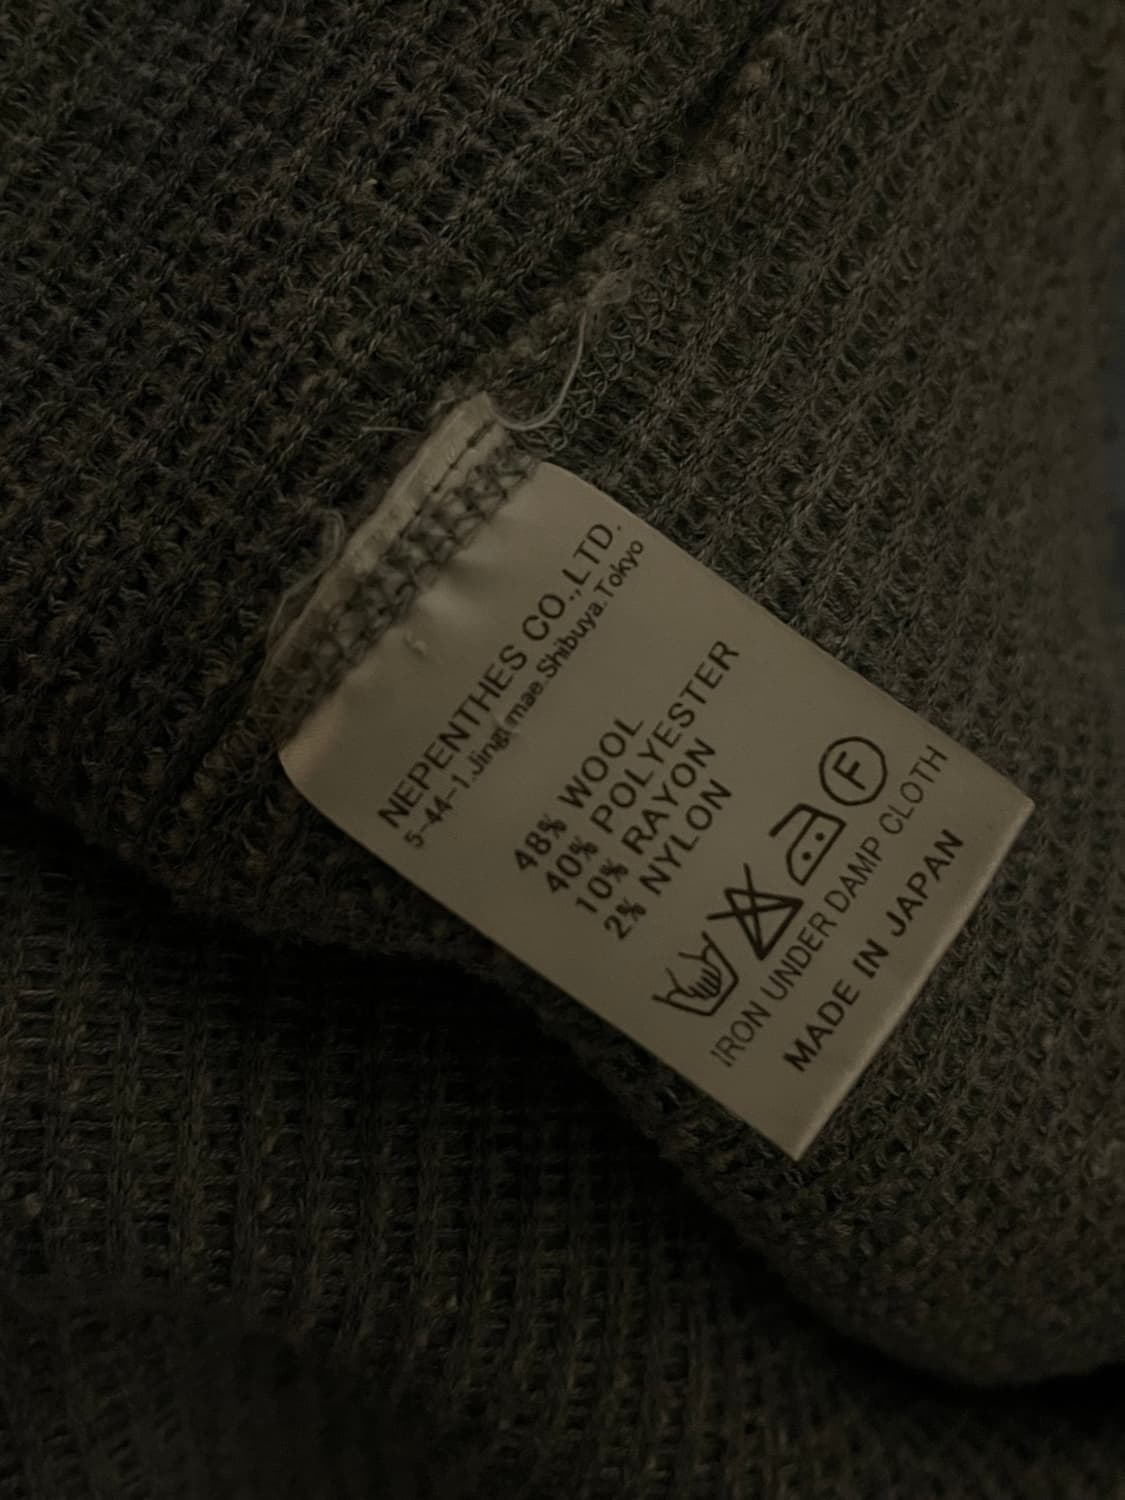 NEPENTHES CO.,LTD.
5-44-1.Jingumae.Shibuya.Tokyo
48% WOOL
40% POLYESTER
10% RAYON
2% NYLON
F
IRON UNDER DAMP CLOTH
MADE IN JAPAN